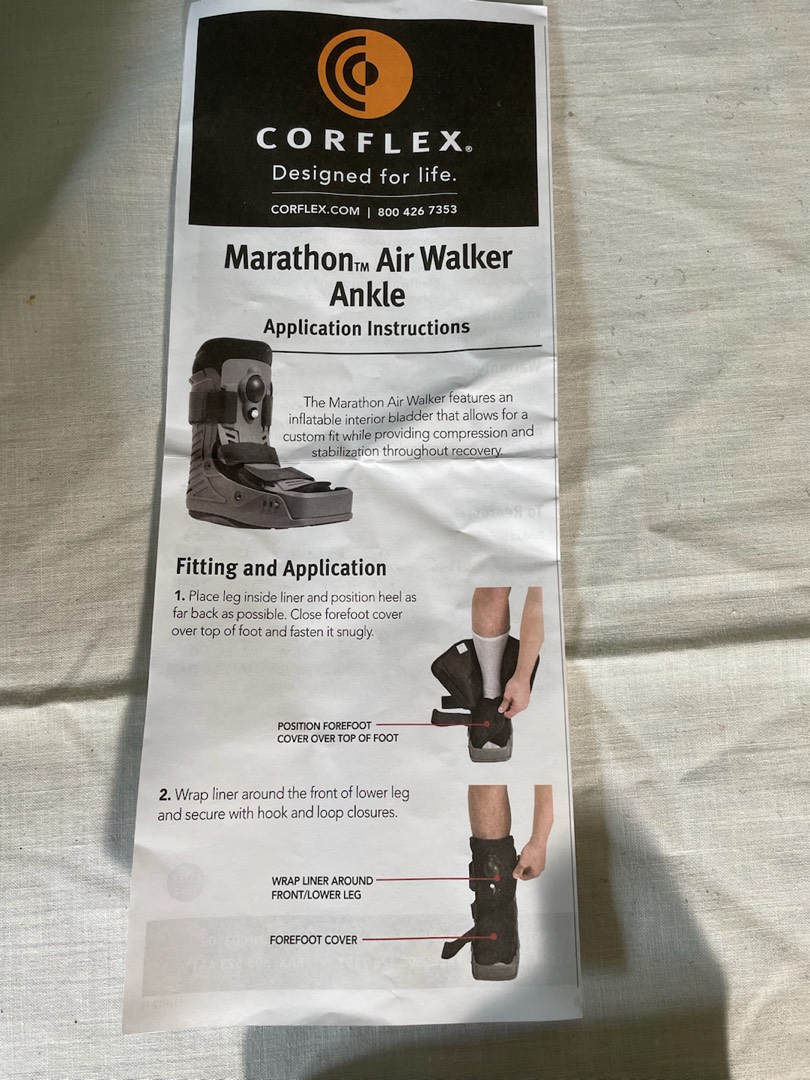 CORFLEX®
Designed for life.
CORFLEX.COM | 800 426 7353
Marathon™ Air Walker
Ankle
Application Instructions
The Marathon Air Walker features an
inflatable interior bladder that allows for a
custom fit while providing compression and
stabilization throughout recovery.
Fitting and Application
1. Place leg inside liner and position heel as
far back as possible. Close forefoot cover
over top of foot and fasten it snugly.
POSITION FOREFOOT
COVER OVER TOP OF FOOT
2. Wrap liner around the front of lower leg
and secure with hook and loop closures.
WRAP LINER AROUND
FRONT/LOWER LEG
FOREFOOT COVER